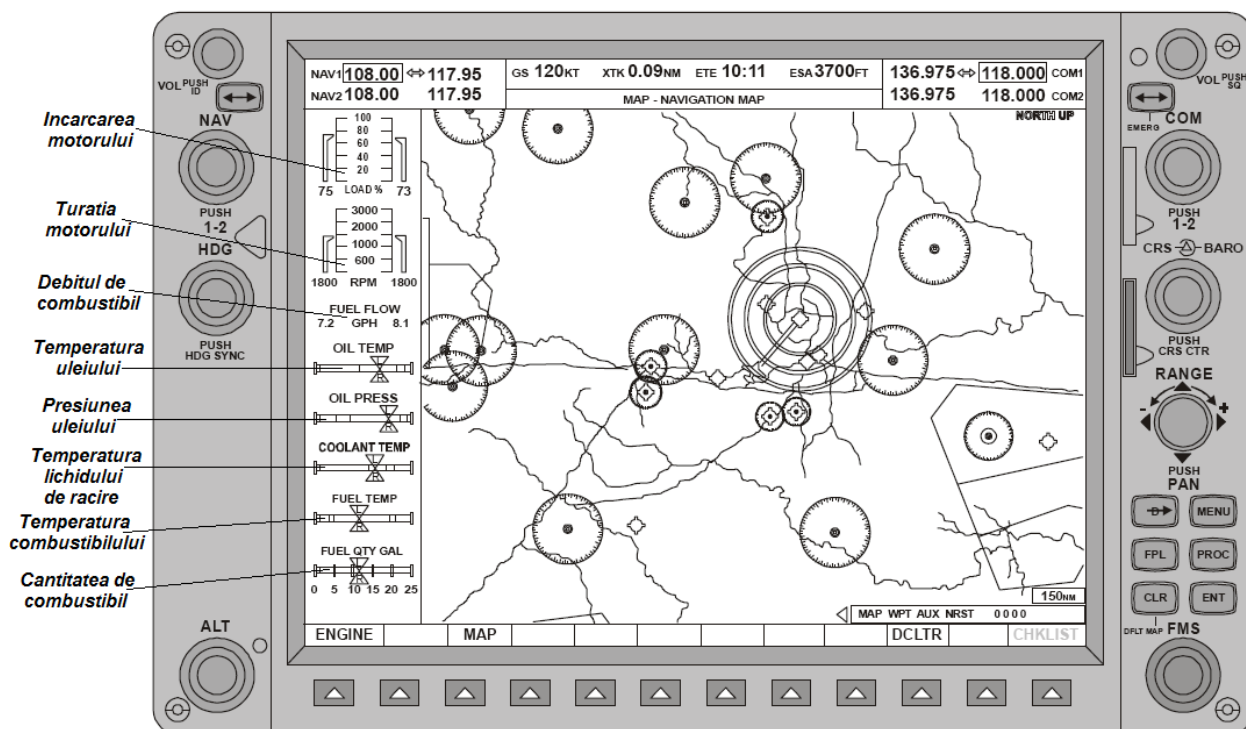 Incarcarea
motorului
Turatia
motorului
Debitul de
combustibil
Temperatura
uleiului
Presiunea
uleiului
Temperatura
lichidului
de racire
Temperatura
combustibilului
Cantitatea de
combustibil
VOL PUSH ID
NAV
PUSH
1-2
HDG
PUSH
HDG SYNC
ALT
NAV1 108.00 ⇔ 117.95
NAV2 108.00 117.95
GS 120KT XTK 0.09NM ETE 10:11 ESA 3700FT
MAP - NAVIGATION MAP
136.975 ⇔ 118.000 COM1
136.975 118.000 COM2
NORTH UP
100
80
60
40
20
75 LOAD % 73
3000
2000
1000
600
1800 RPM 1800
FUEL FLOW
7.2 GPH 8.1
OIL TEMP
OIL PRESS
COOLANT TEMP
FUEL TEMP
FUEL QTY GAL
0 5 10 15 20 25
150NM
MAP WPT AUX NRST 0000
ENGINE MAP DCLTR CHKLIST
VOL PUSH SQ
EMERG
COM
PUSH
1-2
CRS BARO
PUSH
CRS CTR
RANGE
- +
PUSH
PAN
D MENU
FPL PROC
CLR ENT
DFLT MAP FMS